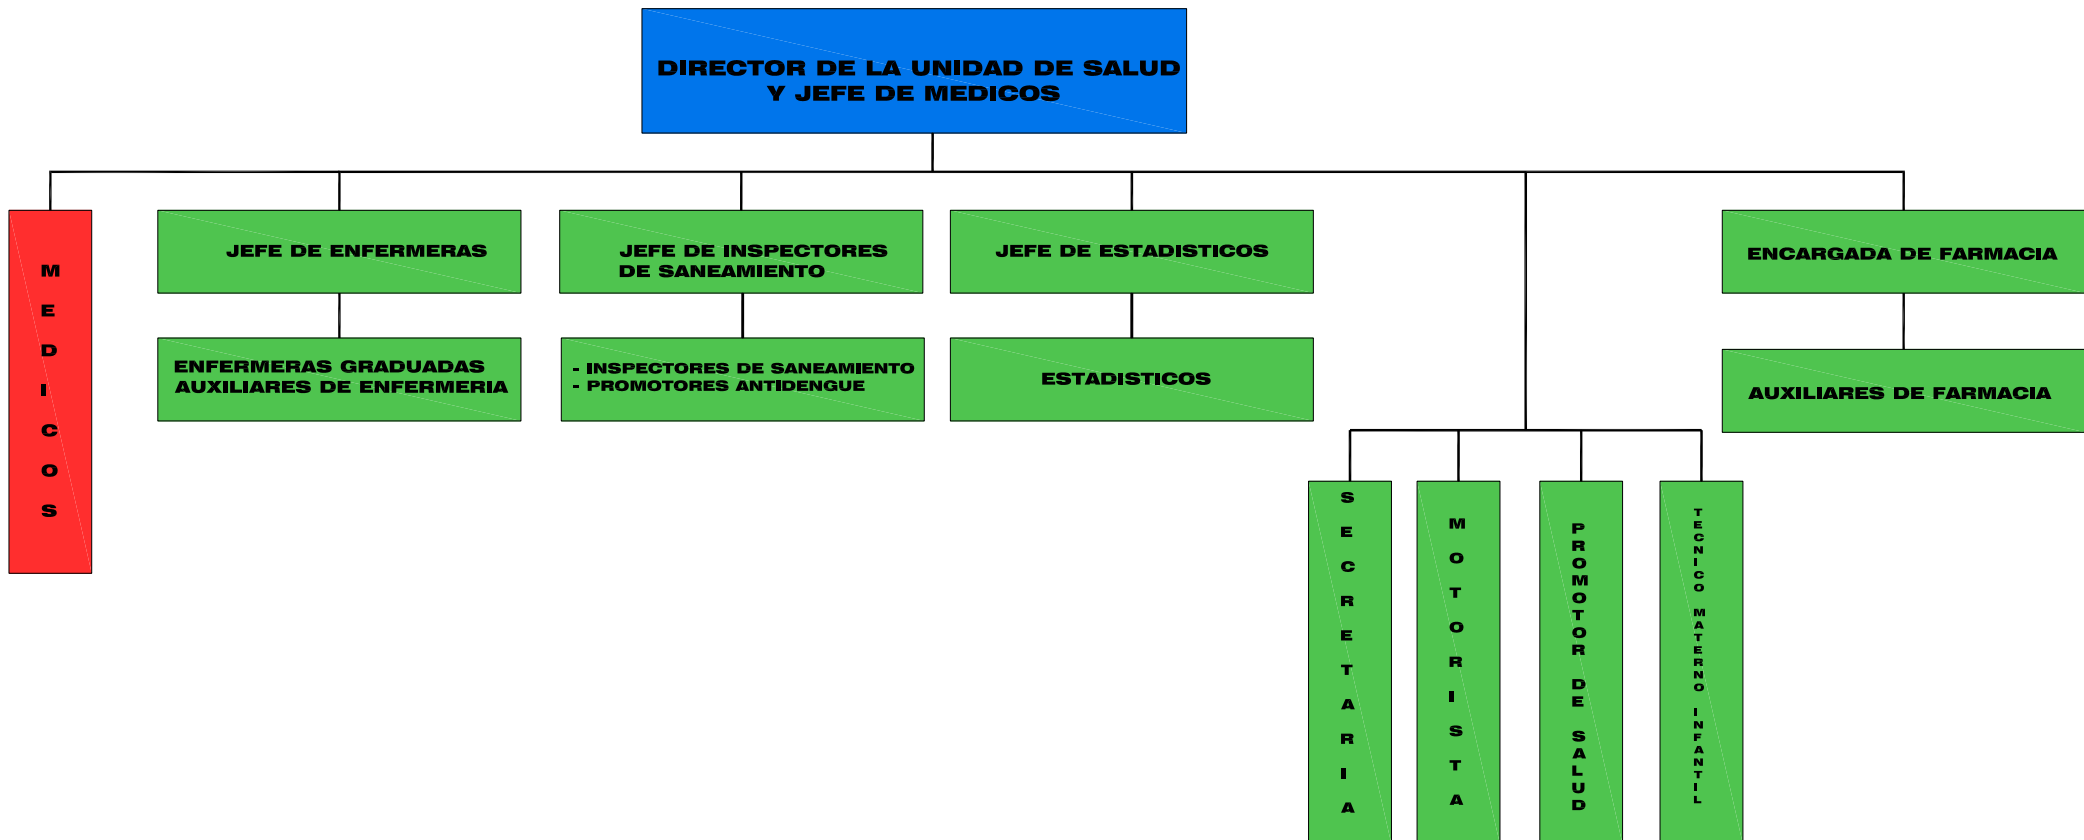 DIRECTOR DE LA UNIDAD DE SALUD
Y JEFE DE MEDICOS
MEDICOS
JEFE DE ENFERMERAS
JEFE DE INSPECTORES
DE SANEAMIENTO
JEFE DE ESTADISTICOS
ENCARGADA DE FARMACIA
ENFERMERAS GRADUADAS
AUXILIARES DE ENFERMERIA
- INSPECTORES DE SANEAMIENTO
- PROMOTORES ANTIDENGUE
ESTADISTICOS
AUXILIARES DE FARMACIA
SECRETARIA
MOTORISTA
PROMOTOR DE SALUD
TECNICO MATERNO INFANTIL